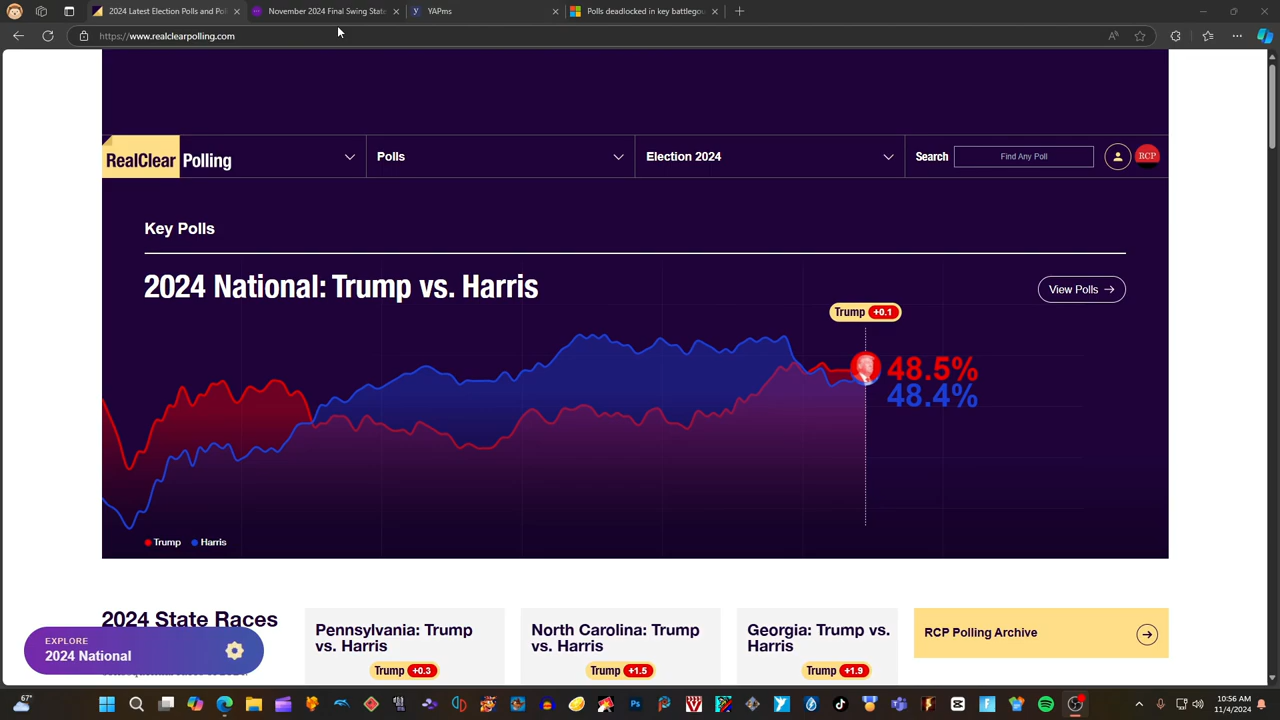 2024 Latest Election Polls and Pol
November 2024 Final Swing State
YAPms
Polls deadlocked in key battlegrou
https://www.realclearpolling.com
RealClear Polling
Polls
Election 2024
Search
Find Any Poll
RCP
Key Polls
2024 National: Trump vs. Harris
View Polls
Trump +0.1
48.5%
48.4%
Trump
Harris
2024 State Races
Pennsylvania: Trump
vs. Harris
Trump +0.3
North Carolina: Trump
vs. Harris
Trump +1.5
Georgia: Trump vs.
Harris
Trump +1.9
RCP Polling Archive
EXPLORE
2024 National
67°
10:56 AM
11/4/2024